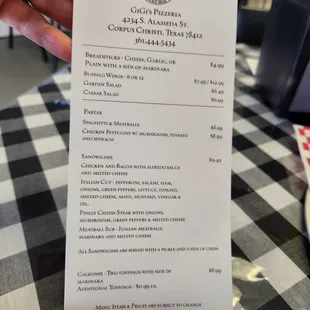 GiGi's Pizzeria
4234 S. Alameda St.
Corpus Christi, Texas 78412
361.444.5434
Breadsticks - Cheese, Garlic, or $4.99
Plain with a side of marinara
Buffalo Wings - 6 or 12 $7.99 / $12.99
Garden Salad $6.49
Caesar Salad $6.99
Pastas
Spaghetti & Meatballs $8.99
Chicken Fettucini w/ mushrooms, tomato $8.99
and spinach
Sandwiches $9.49
Chicken and Bacon with alfredo sauce
and melted cheese
Italian Cut - pepperoni, salami, ham,
onions, green peppers, lettuce, tomato,
melted cheese, mayo, mustard, vinegar &
oil.
Philly Cheese Steak with onions,
mushrooms, green peppers & melted cheese
Meatball Sub - Italian meatballs,
marinara and melted cheese
All Sandwiches are served with a pickle and a side of chips
Calzones - Two toppings with side of $8.99
marinara
Additional Toppings - $0.99 ea.
Menu Items & Prices are subject to change